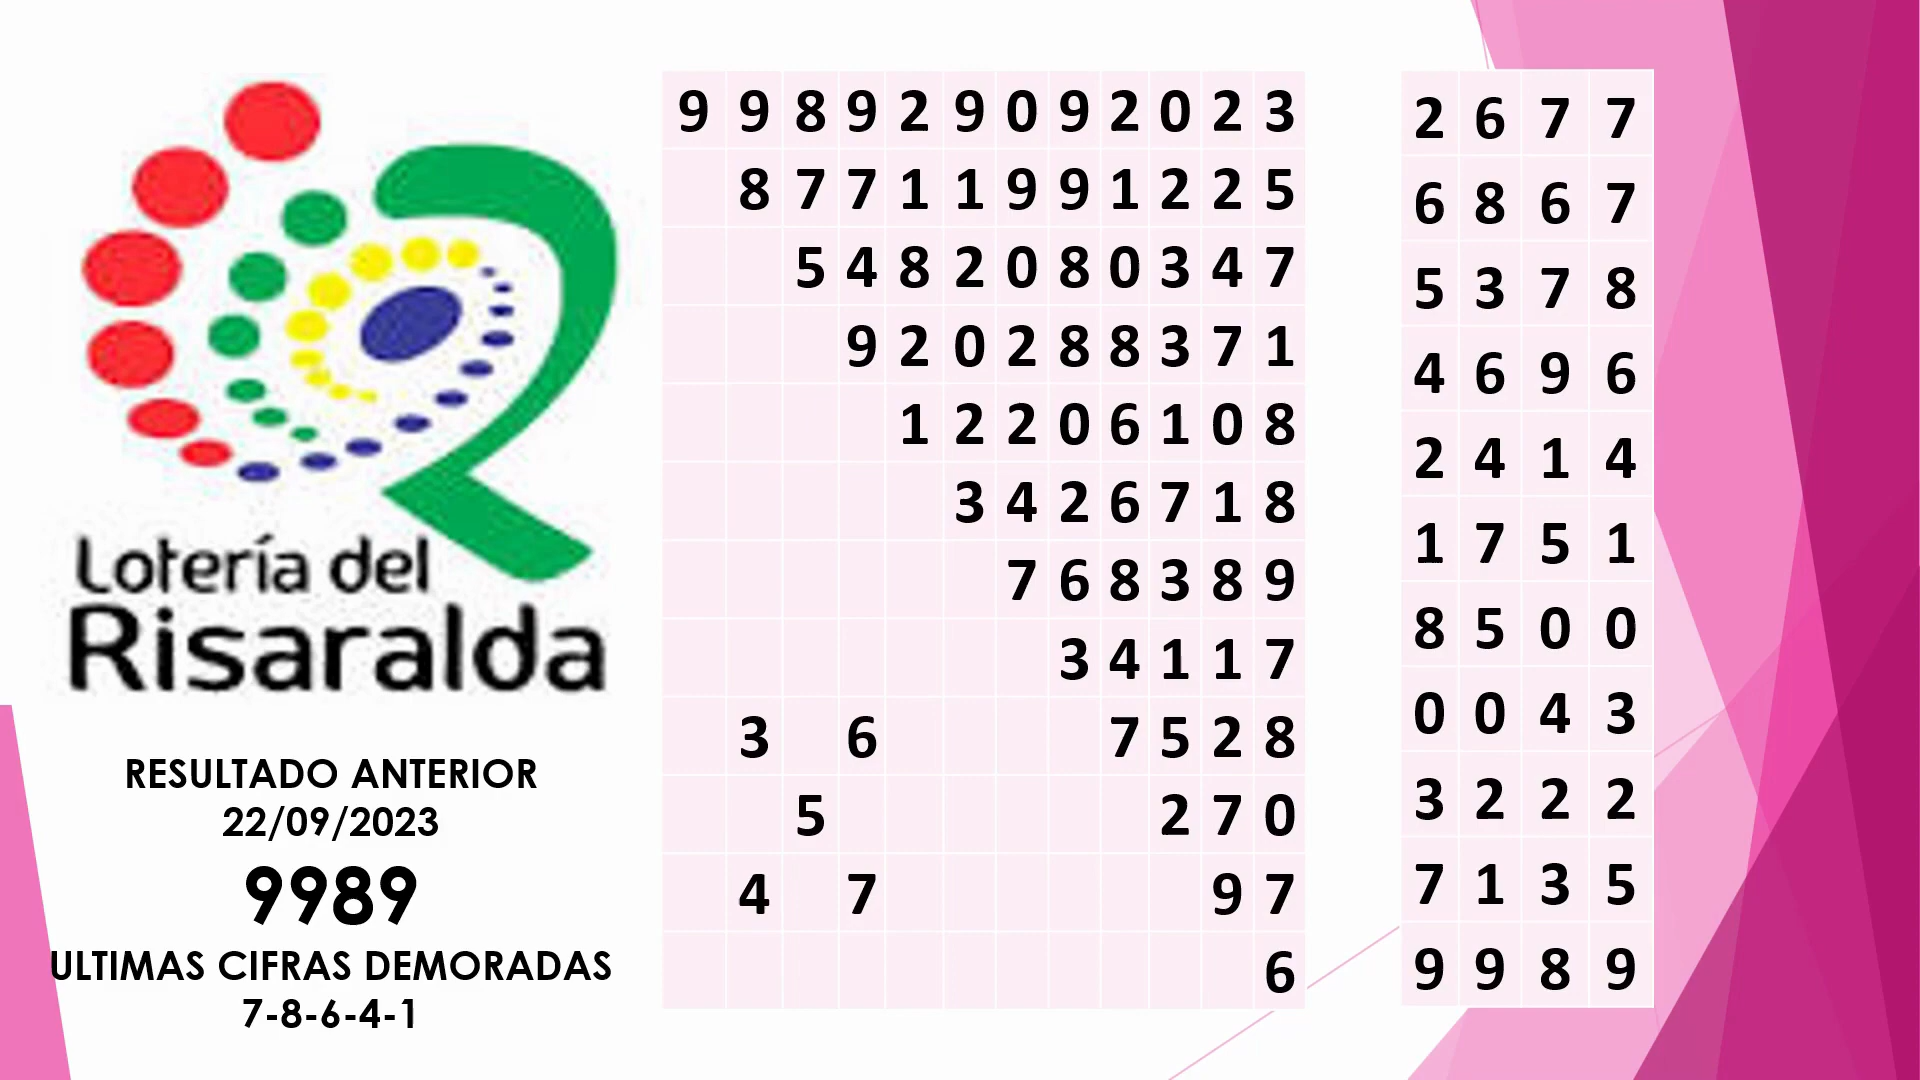 Lotería del
Risaralda
RESULTADO ANTERIOR
22/09/2023
9989
ULTIMAS CIFRAS DEMORADAS
7-8-6-4-1
9 9 8 9 2 9 0 9 2 0 2 3
8 7 7 1 1 9 9 1 2 2 5
5 4 8 2 0 8 0 3 4 7
9 2 0 2 8 8 3 7 1
1 2 2 0 6 1 0 8
3 4 2 6 7 1 8
7 6 8 3 8 9
3 4 1 1 7
3 6 7 5 2 8
5 2 7 0
4 7 9 7
6
2 6 7 7
6 8 6 7
5 3 7 8
4 6 9 6
2 4 1 4
1 7 5 1
8 5 0 0
0 0 4 3
3 2 2 2
7 1 3 5
9 9 8 9